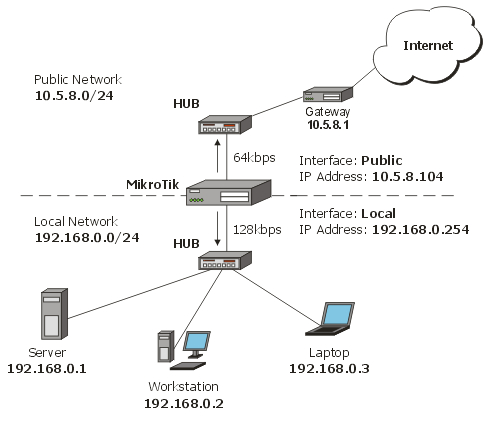 Internet
Public Network
10.5.8.0/24
HUB
Gateway
10.5.8.1
64kbps
Interface: Public
IP Address: 10.5.8.104
MikroTik
Local Network
192.168.0.0/24
Interface: Local
IP Address: 192.168.0.254
128kbps
HUB
Server
192.168.0.1
Workstation
192.168.0.2
Laptop
192.168.0.3